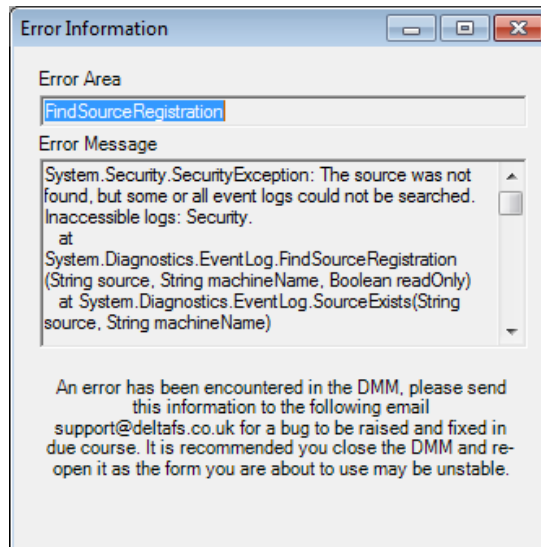 Error Information
Error Area
FindSourceRegistration
Error Message
System.Security.SecurityException: The source was not
found, but some or all event logs could not be searched.
Inaccessible logs: Security.
at
System.Diagnostics.EventLog.FindSourceRegistration
(String source, String machineName, Boolean readOnly)
at System.Diagnostics.EventLog.SourceExists(String
source, String machineName)
An error has been encountered in the DMM, please send
this information to the following email
support@deltafs.co.uk for a bug to be raised and fixed in
due course. It is recommended you close the DMM and re-
open it as the form you are about to use may be unstable.